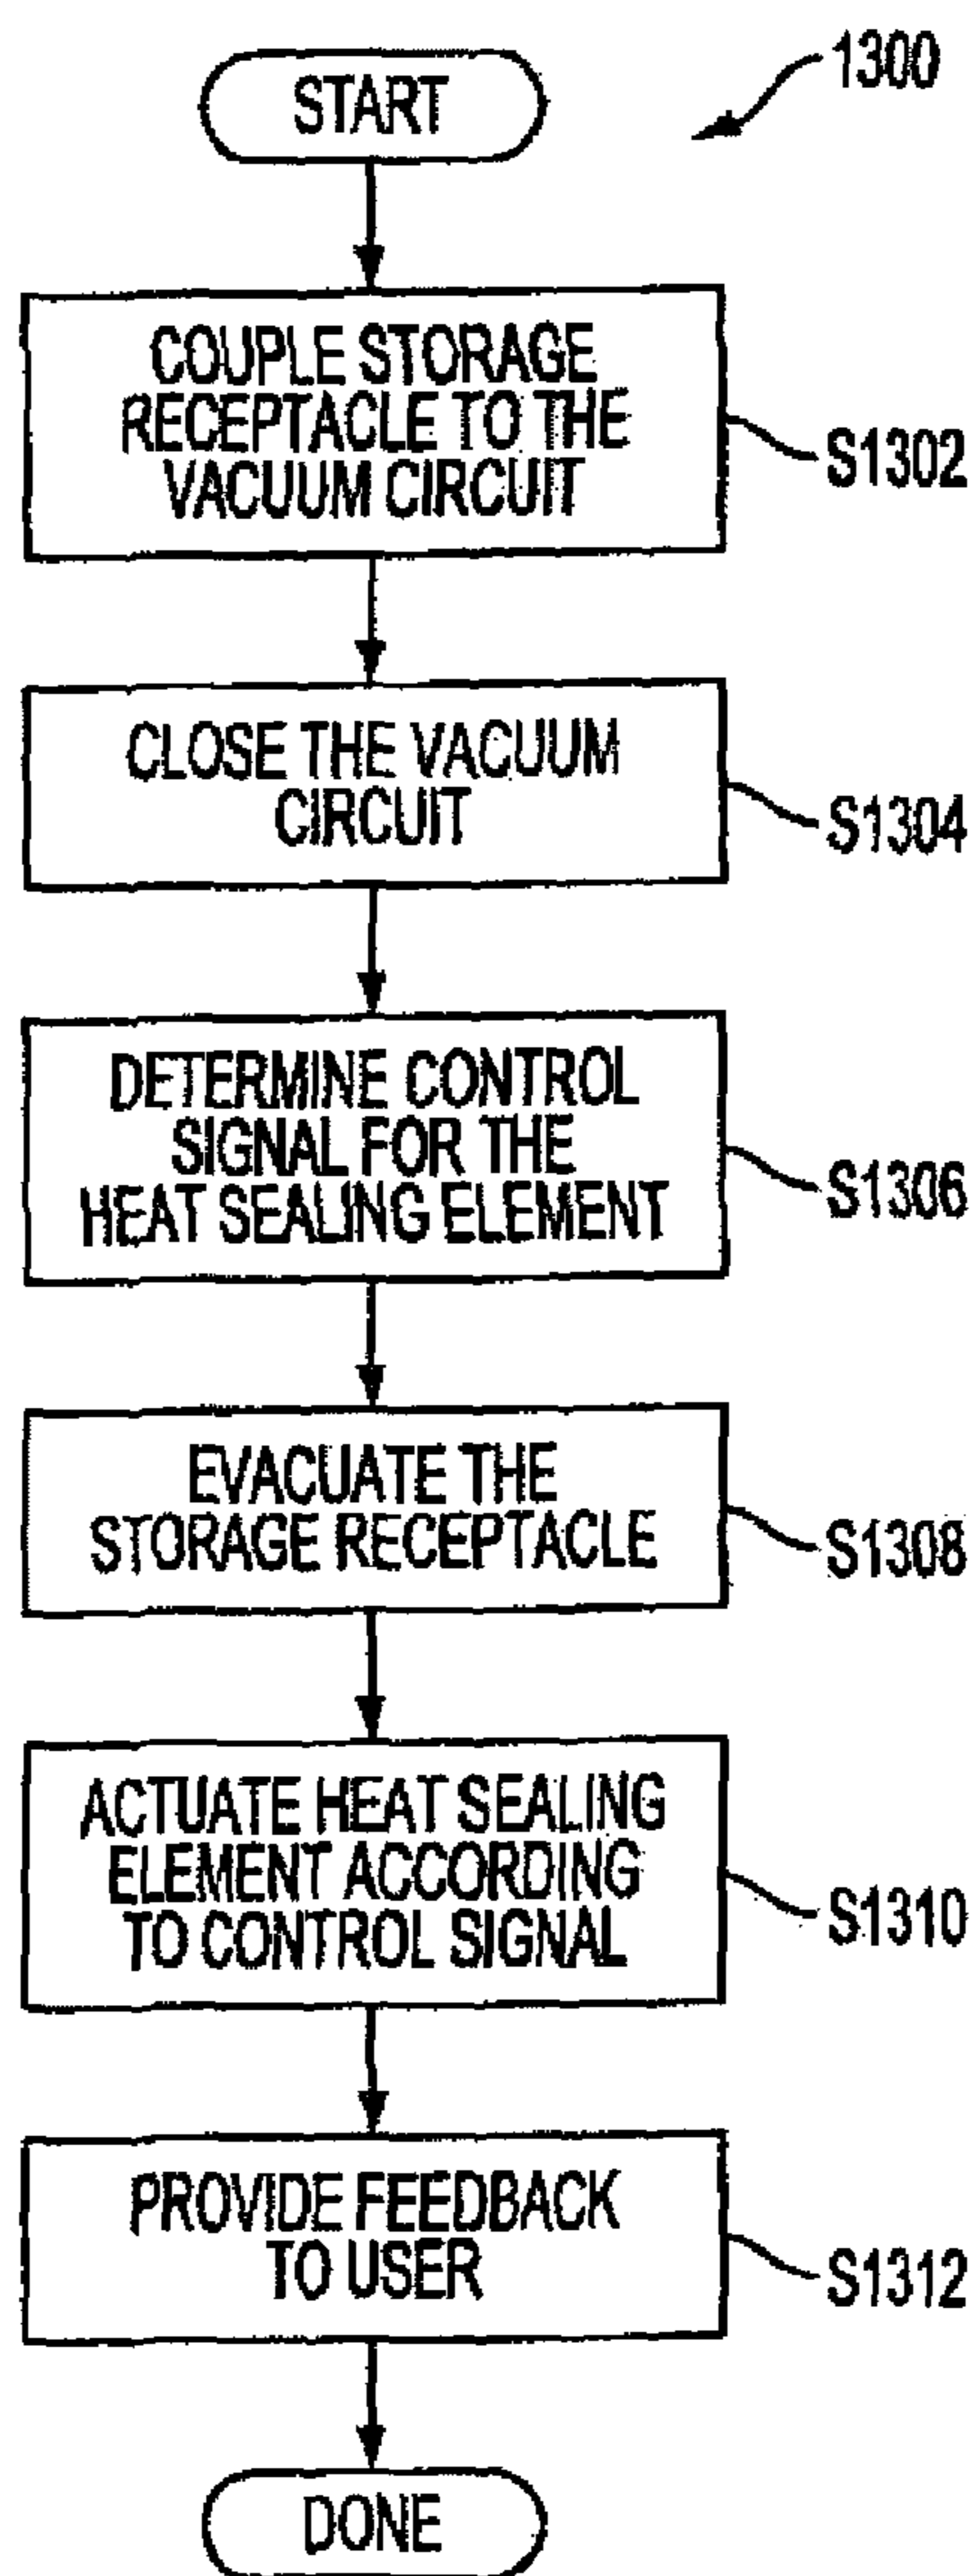 1300
START
COUPLE STORAGE
RECEPTACLE TO THE
VACUUM CIRCUIT
S1302
CLOSE THE VACUUM
CIRCUIT
S1304
DETERMINE CONTROL
SIGNAL FOR THE
HEAT SEALING ELEMENT
S1306
EVACUATE THE
STORAGE RECEPTACLE
S1308
ACTUATE HEAT SEALING
ELEMENT ACCORDING
TO CONTROL SIGNAL
S1310
PROVIDE FEEDBACK
TO USER
S1312
DONE